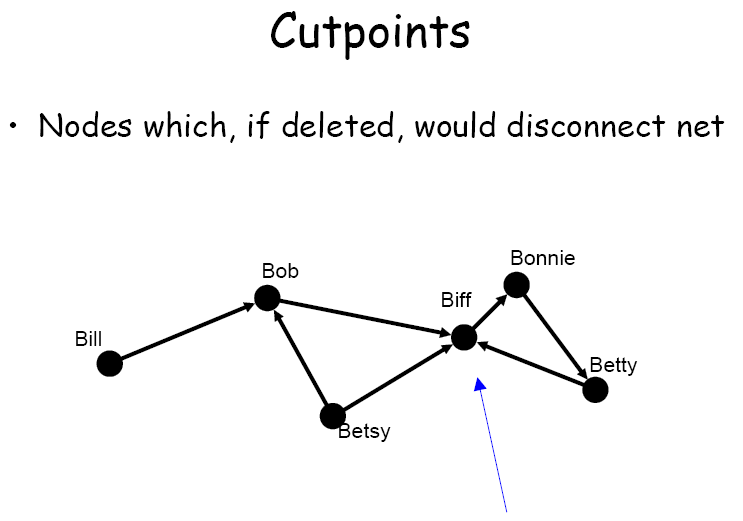 Cutpoints
• Nodes which, if deleted, would disconnect net
Bonnie
Bob
Biff
Bill
Betty
Betsy